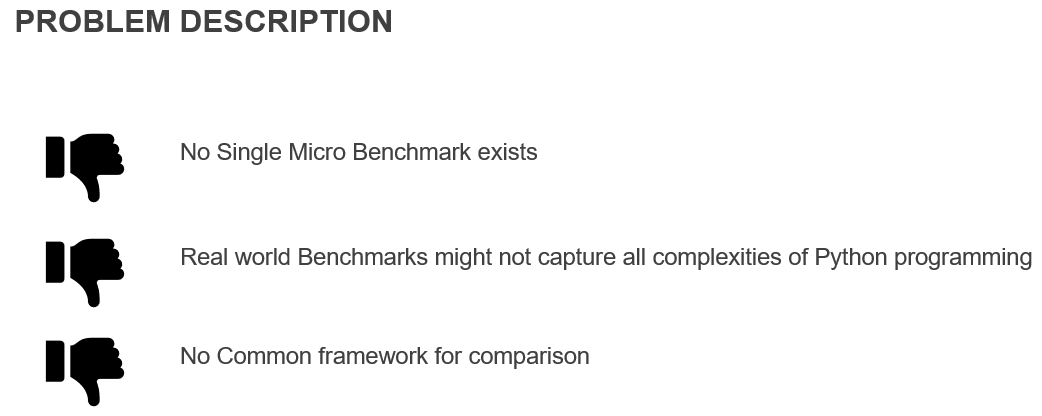 PROBLEM DESCRIPTION
No Single Micro Benchmark exists
Real world Benchmarks might not capture all complexities of Python programming
No Common framework for comparison